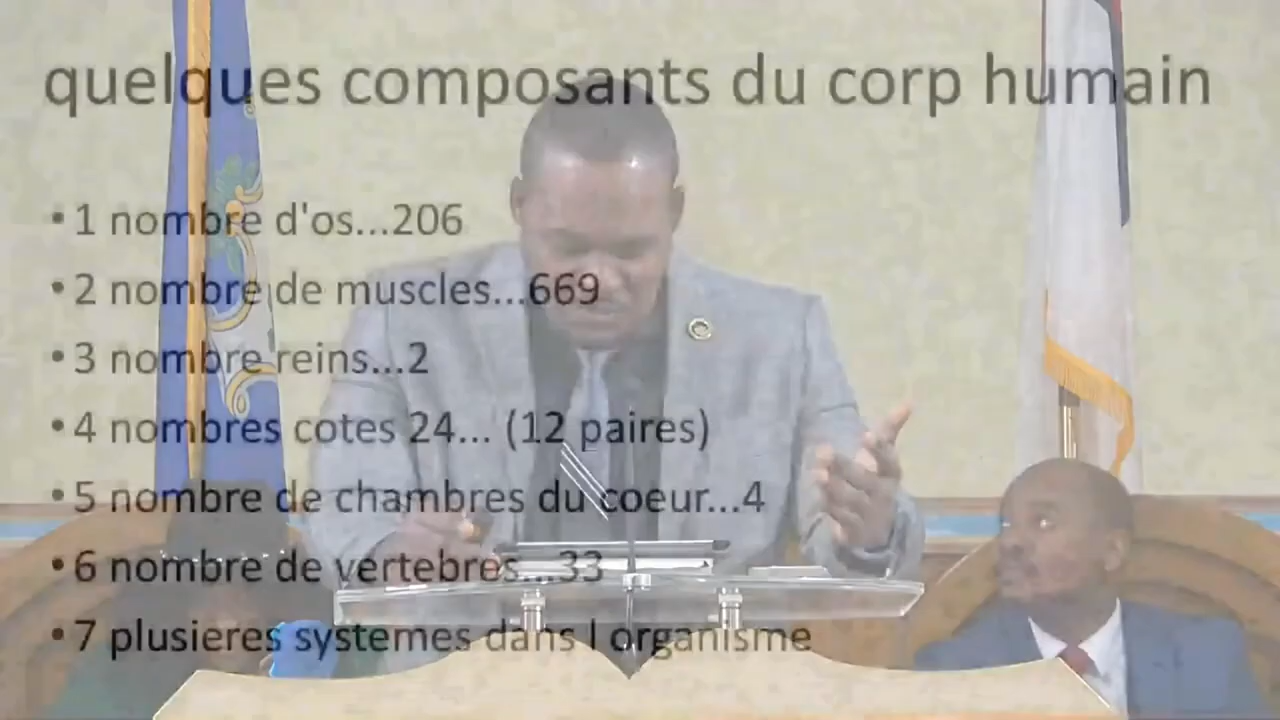 quelques composants du corp humain
• 1 nombre d'os...206
• 2 nombre de muscles...669
• 3 nombre reins...2
• 4 nombres cotes 24... (12 paires)
• 5 nombre de chambres du coeur...4
• 6 nombre de vertebres...33
• 7 plusieres systemes dans l organisme